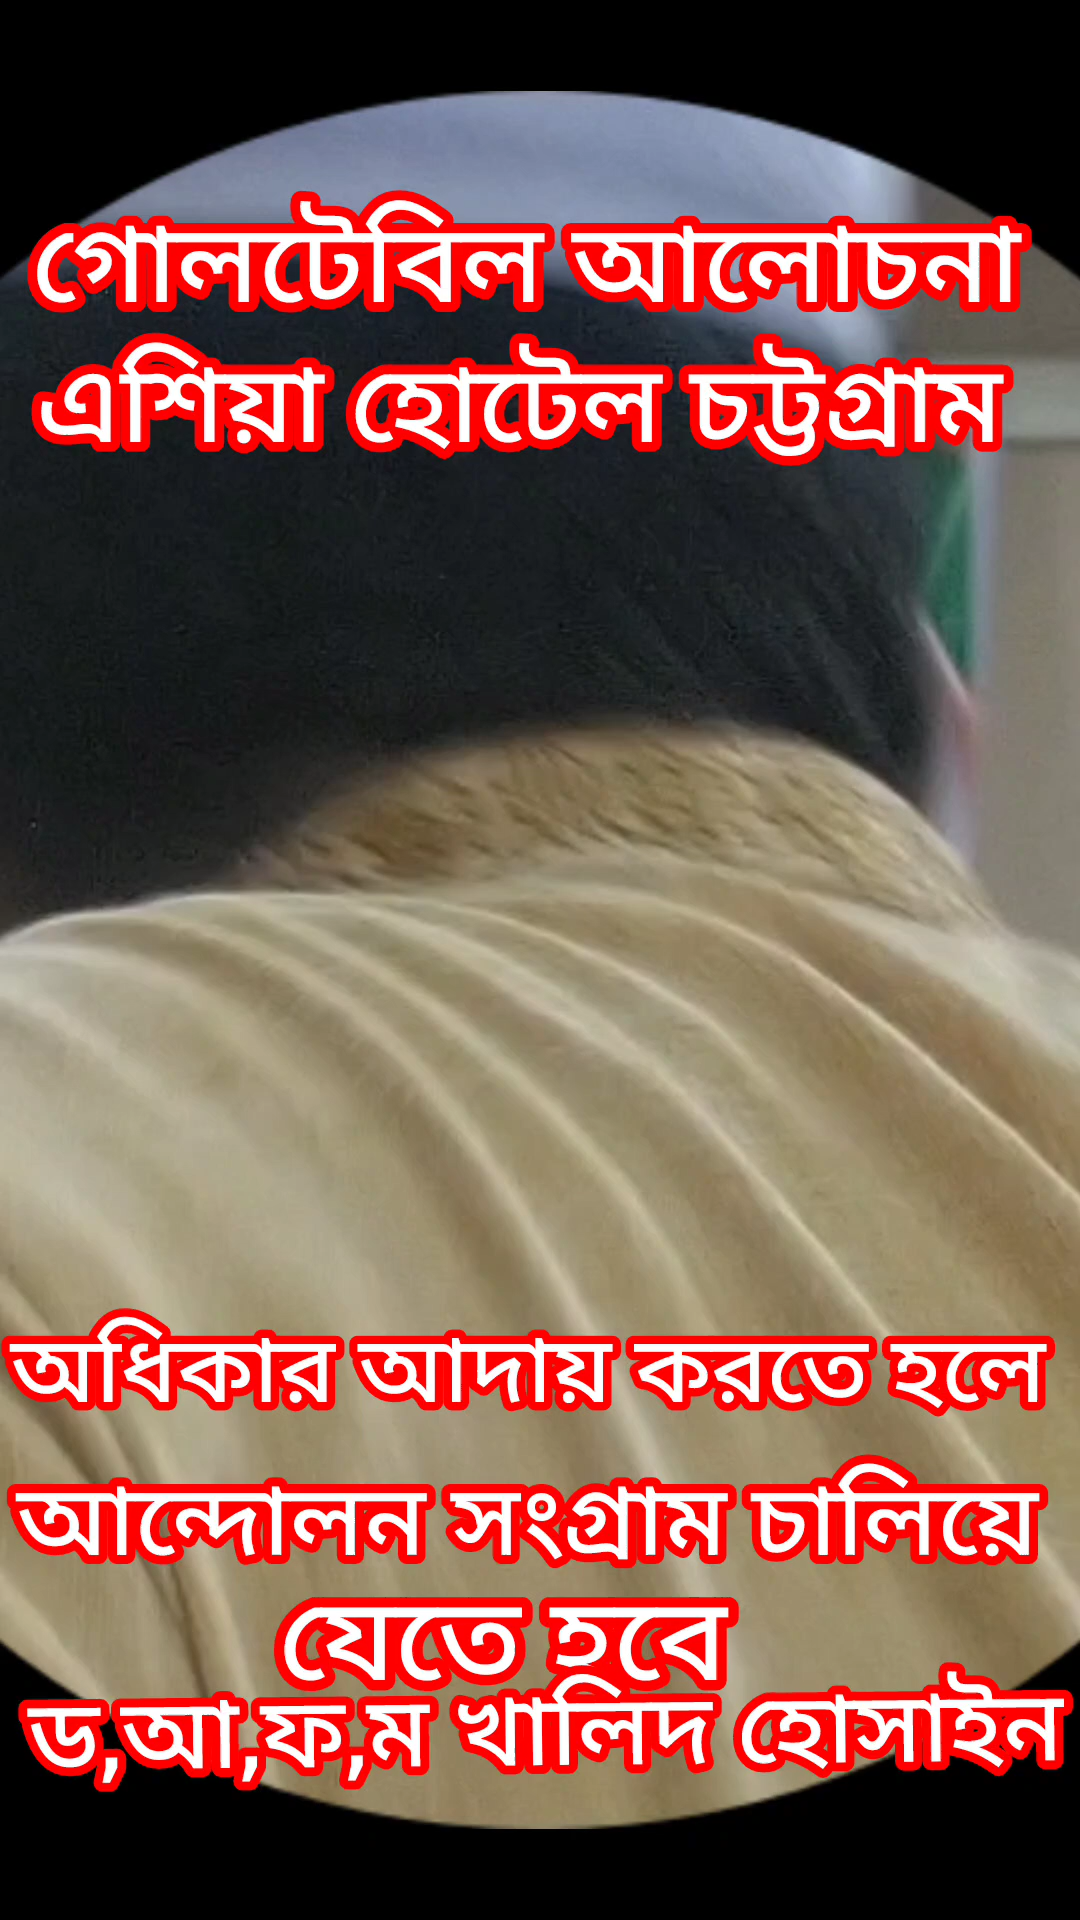 গোলটেবিল আলোচনা
এশিয়া হোটেল চট্টগ্রাম
অধিকার আদায় করতে হলে
আন্দোলন সংগ্রাম চালিয়ে
যেতে হবে
ড,আ,ফ,ম খালিদ হোসাইন